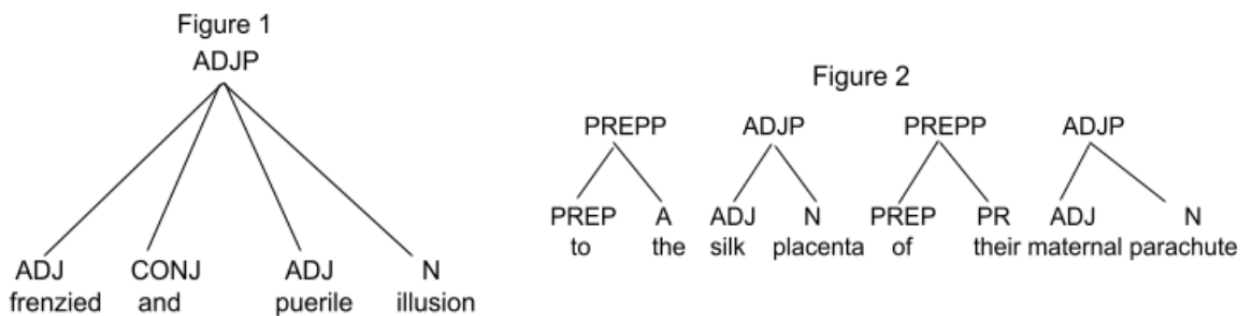 Figure 1
ADJP
ADJ CONJ ADJ N
frenzied and puerile illusion
Figure 2
PREPP ADJP PREPP ADJP
PREP A ADJ N PREP PR ADJ N
to the silk placenta of their maternal parachute